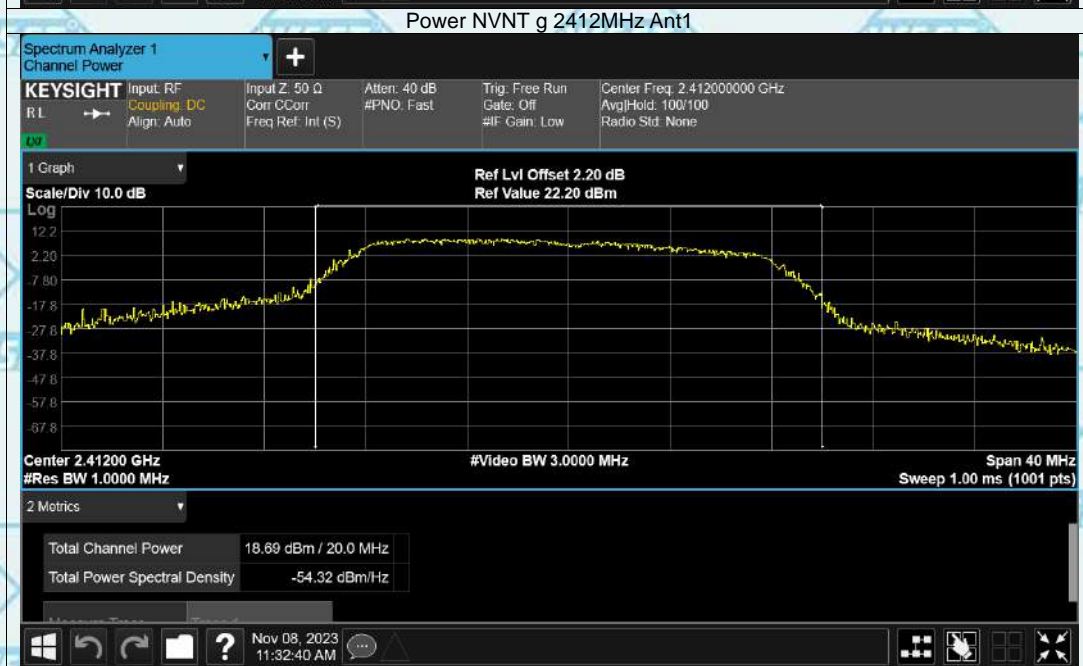 Power NVNT g 2412MHz Ant1
Spectrum Analyzer 1
Channel Power
KEYSIGHT
R L
LXI
Input: RF
Coupling: DC
Align: Auto
Input Z: 50 Ω
Corr CCorr
Freq Ref: Int (S)
Atten: 40 dB
#PNO: Fast
Trig: Free Run
Gate: Off
#IF Gain: Low
Center Freq: 2.412000000 GHz
Avg|Hold: 100/100
Radio Std: None
1 Graph
Scale/Div 10.0 dB
Ref Lvl Offset 2.20 dB
Ref Value 22.20 dBm
Log
12.2
2.20
-7.80
-17.8
-27.8
-37.8
-47.8
-57.8
-67.8
Center 2.41200 GHz
#Res BW 1.0000 MHz
#Video BW 3.0000 MHz
Span 40 MHz
Sweep 1.00 ms (1001 pts)
2 Metrics
Total Channel Power 18.69 dBm / 20.0 MHz
Total Power Spectral Density -54.32 dBm/Hz
?
Nov 08, 2023
11:32:40 AM